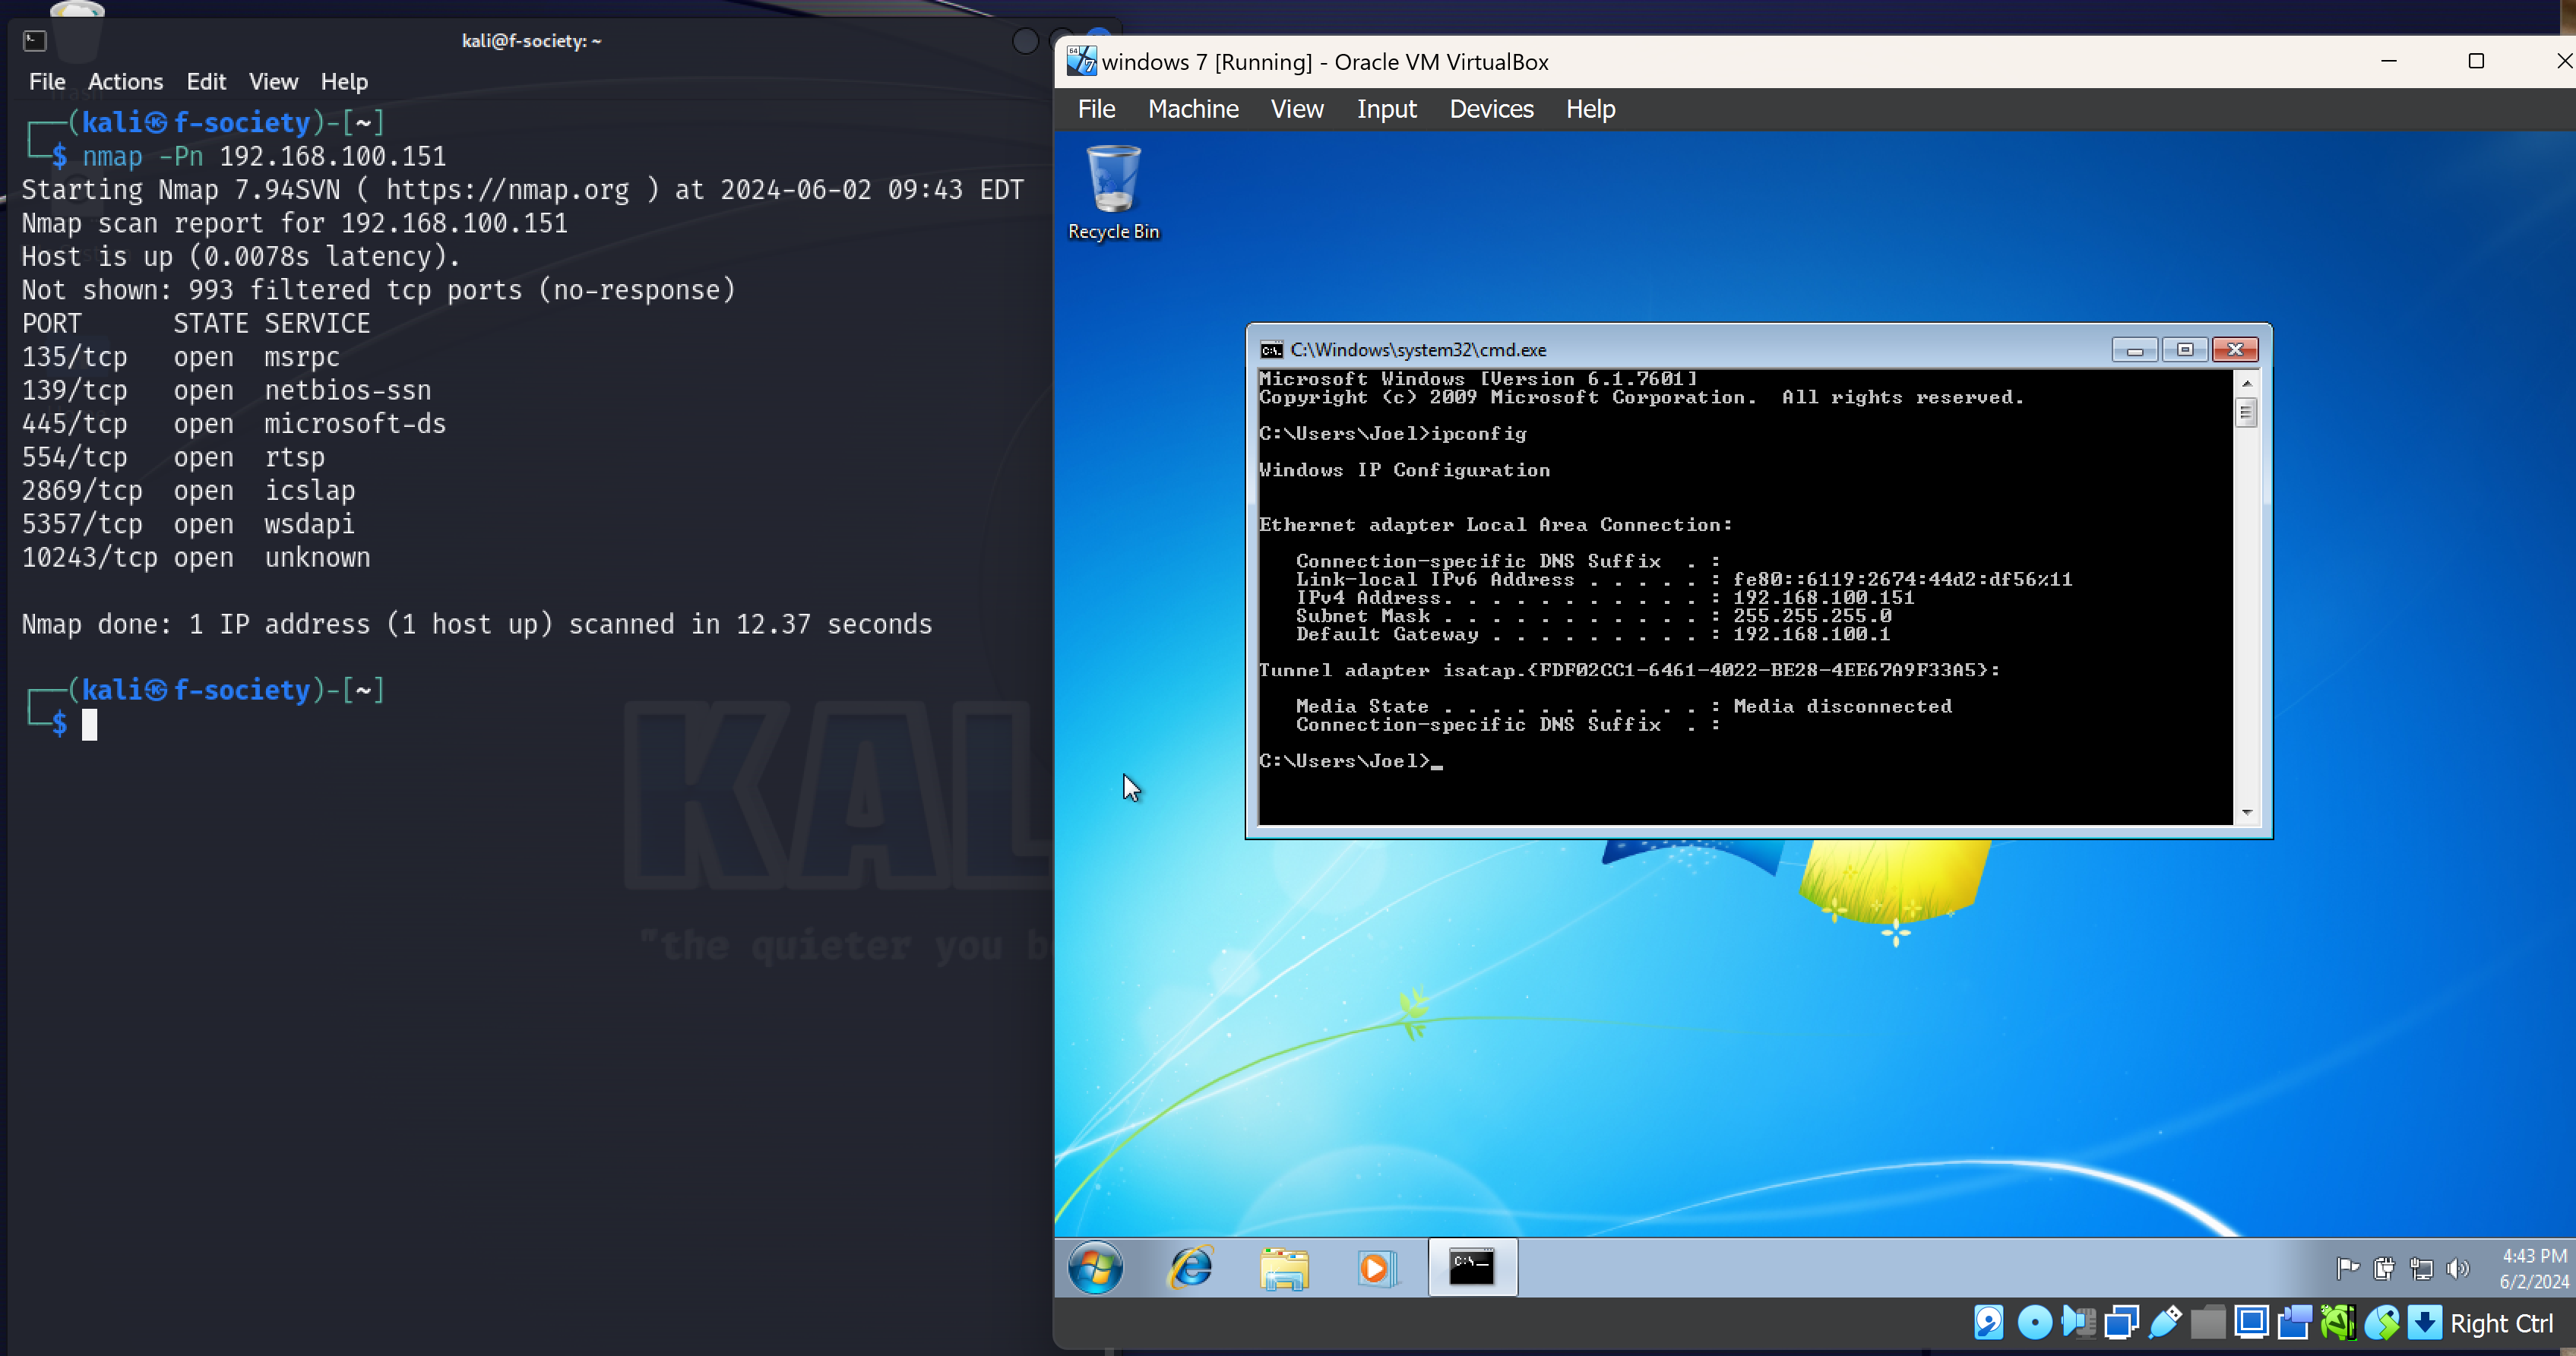 kali@f-society: ~
File Actions Edit View Help
(kali㉿f-society)-[~]
$ nmap -Pn 192.168.100.151
Starting Nmap 7.94SVN ( https://nmap.org ) at 2024-06-02 09:43 EDT
Nmap scan report for 192.168.100.151
Host is up (0.0078s latency).
Not shown: 993 filtered tcp ports (no-response)
PORT STATE SERVICE
135/tcp open msrpc
139/tcp open netbios-ssn
445/tcp open microsoft-ds
554/tcp open rtsp
2869/tcp open icslap
5357/tcp open wsdapi
10243/tcp open unknown
Nmap done: 1 IP address (1 host up) scanned in 12.37 seconds
(kali㉿f-society)-[~]
$
KAL
"the quieter you b
windows 7 [Running] - Oracle VM VirtualBox
File Machine View Input Devices Help
Recycle Bin
C:\Windows\system32\cmd.exe
Microsoft Windows [Version 6.1.7601]
Copyright (c) 2009 Microsoft Corporation. All rights reserved.
C:\Users\Joel>ipconfig
Windows IP Configuration
Ethernet adapter Local Area Connection:
Connection-specific DNS Suffix . :
Link-local IPv6 Address . . . . . : fe80::6119:2674:44d2:df56%11
IPv4 Address. . . . . . . . . . . : 192.168.100.151
Subnet Mask . . . . . . . . . . . : 255.255.255.0
Default Gateway . . . . . . . . . : 192.168.100.1
Tunnel adapter isatap.{FDF02CC1-6461-4022-BE28-4EE67A9F33A5}:
Media State . . . . . . . . . . . : Media disconnected
Connection-specific DNS Suffix . :
C:\Users\Joel>_
4:43 PM
6/2/2024
Right Ctrl